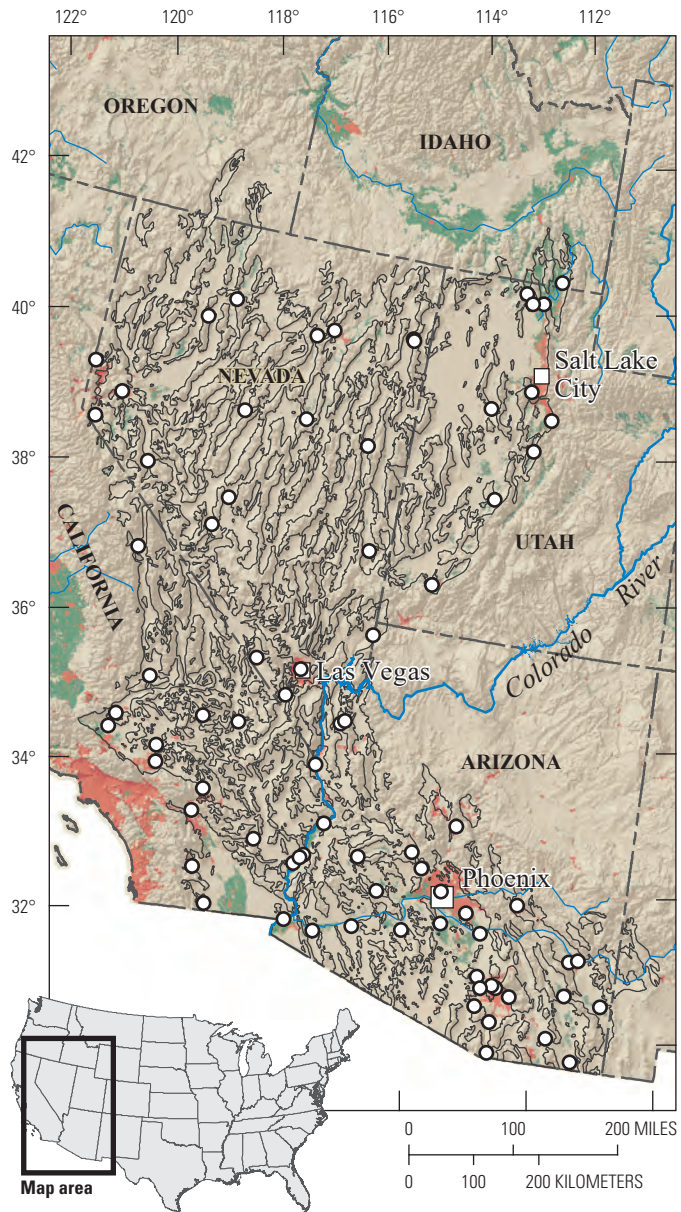 122° 120° 118° 116° 114° 112°
OREGON
IDAHO
42°
40°
Salt Lake
City
NEVADA
38°
CALIFORNIA
UTAH
36°
Colorado River
Las Vegas
34°
ARIZONA
Phoenix
32°
Map area
0 100 200 MILES
0 100 200 KILOMETERS